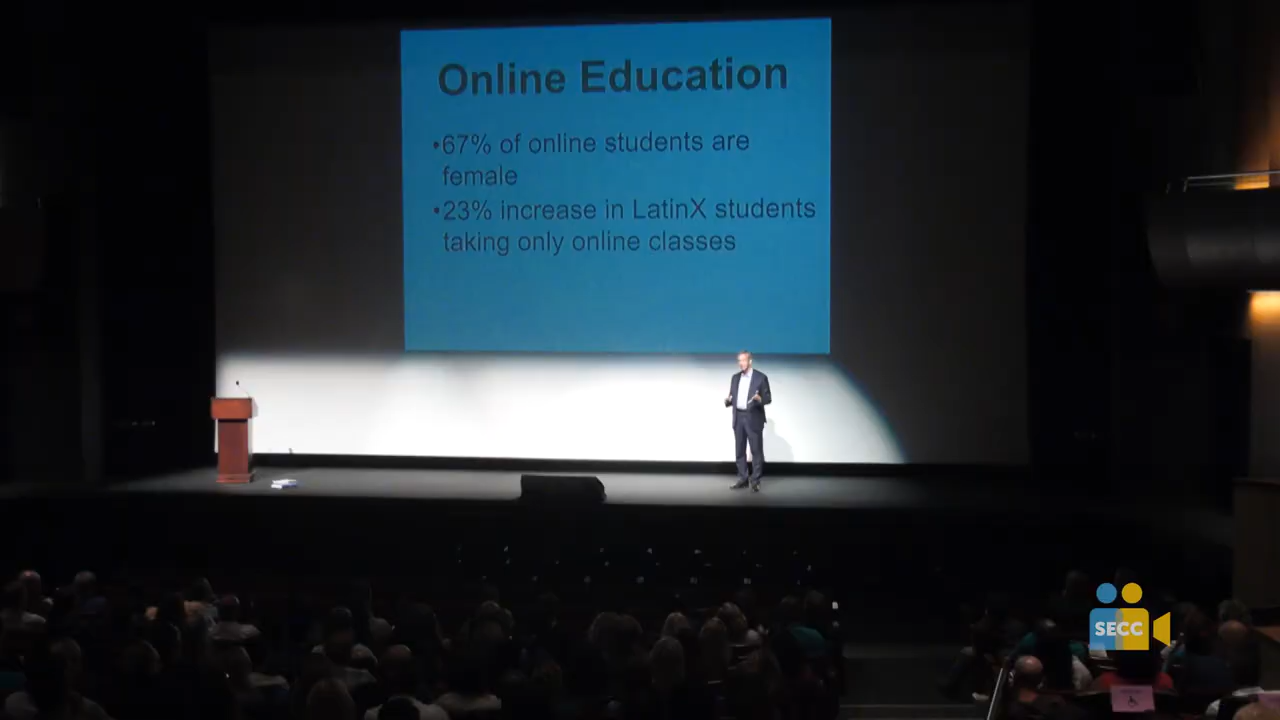 Online Education
•67% of online students are
female
•23% increase in LatinX students
taking only online classes
SECC